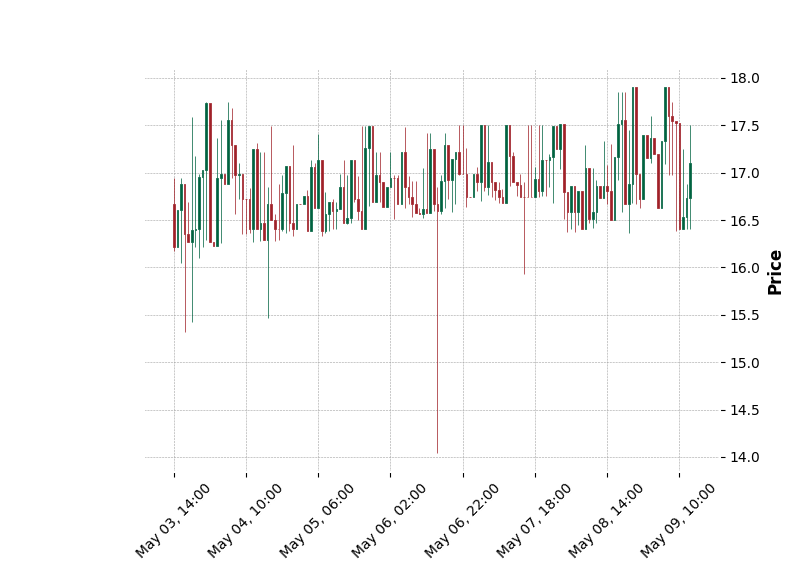 18.0
17.5
17.0
16.5
16.0
15.5
15.0
14.5
14.0
Price
May 03, 14:00
May 04, 10:00
May 05, 06:00
May 06, 02:00
May 06, 22:00
May 07, 18:00
May 08, 14:00
May 09, 10:00